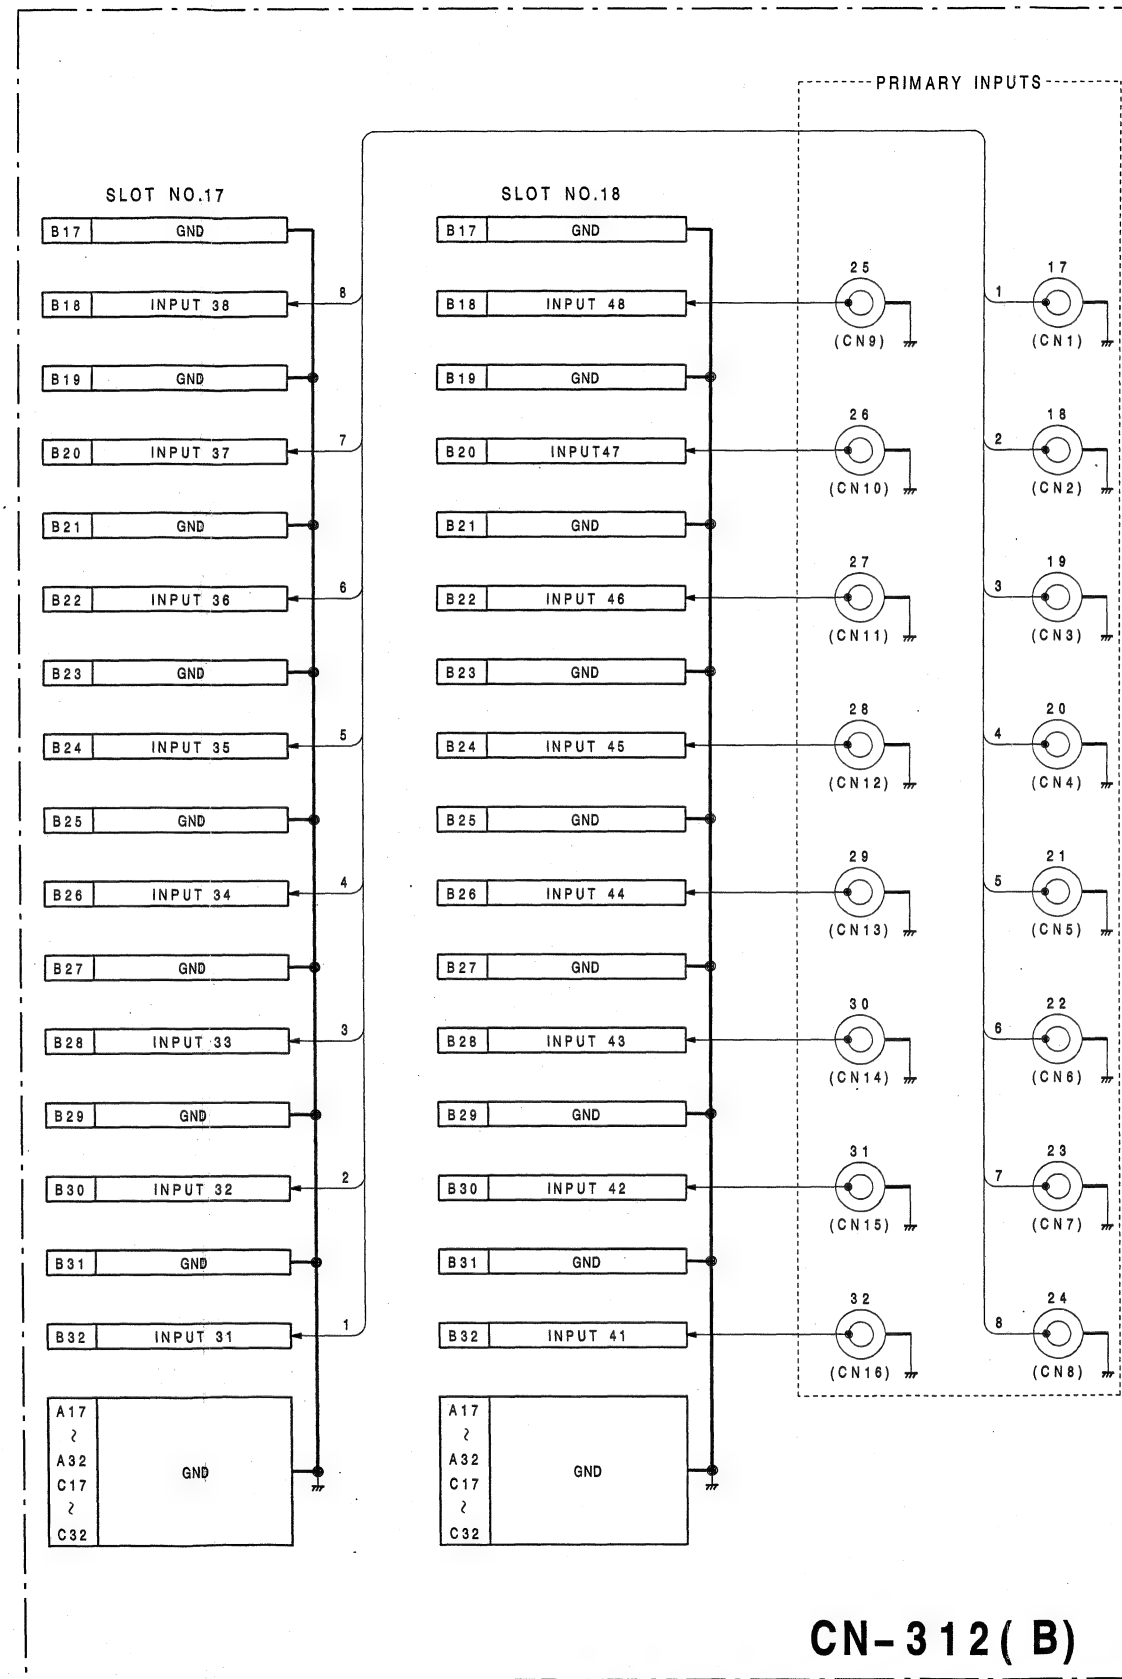 PRIMARY INPUTS
SLOT NO.17
B17 GND
B18 INPUT 38 8
B19 GND
B20 INPUT 37 7
B21 GND
B22 INPUT 36 6
B23 GND
B24 INPUT 35 5
B25 GND
B26 INPUT 34 4
B27 GND
B28 INPUT 33 3
B29 GND
B30 INPUT 32 2
B31 GND
B32 INPUT 31 1
A17
~
A32
C17
~
C32
GND
SLOT NO.18
B17 GND
B18 INPUT 48
B19 GND
B20 INPUT47
B21 GND
B22 INPUT 46
B23 GND
B24 INPUT 45
B25 GND
B26 INPUT 44
B27 GND
B28 INPUT 43
B29 GND
B30 INPUT 42
B31 GND
B32 INPUT 41
A17
~
A32
C17
~
C32
GND
25
(CN9)
26
(CN10)
27
(CN11)
28
(CN12)
29
(CN13)
30
(CN14)
31
(CN15)
32
(CN16)
17
1
(CN1)
18
2
(CN2)
19
3
(CN3)
20
4
(CN4)
21
5
(CN5)
22
6
(CN6)
23
7
(CN7)
24
8
(CN8)
CN-312(B)